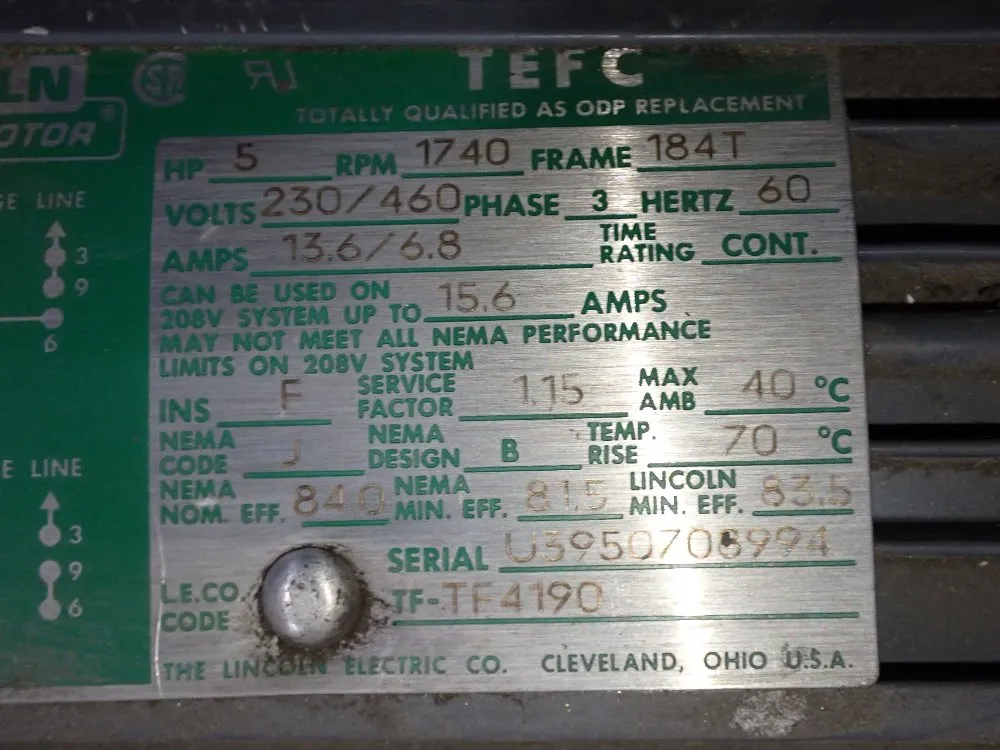 LN
OTOR®
TEFC
TOTALLY QUALIFIED AS ODP REPLACEMENT
HP 5 RPM 1740 FRAME 184T
VOLTS 230/460 PHASE 3 HERTZ 60
AMPS 13.6/6.8 TIME RATING CONT.
CAN BE USED ON
208V SYSTEM UP TO 15.6 AMPS
MAY NOT MEET ALL NEMA PERFORMANCE
LIMITS ON 208V SYSTEM
INS F SERVICE FACTOR 1.15 MAX AMB 40 °C
NEMA CODE J NEMA DESIGN B TEMP. RISE 70 °C
NEMA NOM. EFF. 84.0 NEMA MIN. EFF. 81.5 LINCOLN MIN. EFF. 83.5
SERIAL U3950708994
L.E.CO. CODE TF-TF4190
THE LINCOLN ELECTRIC CO. CLEVELAND, OHIO U.S.A.
GE LINE
3
9
6
E LINE
3
9
6